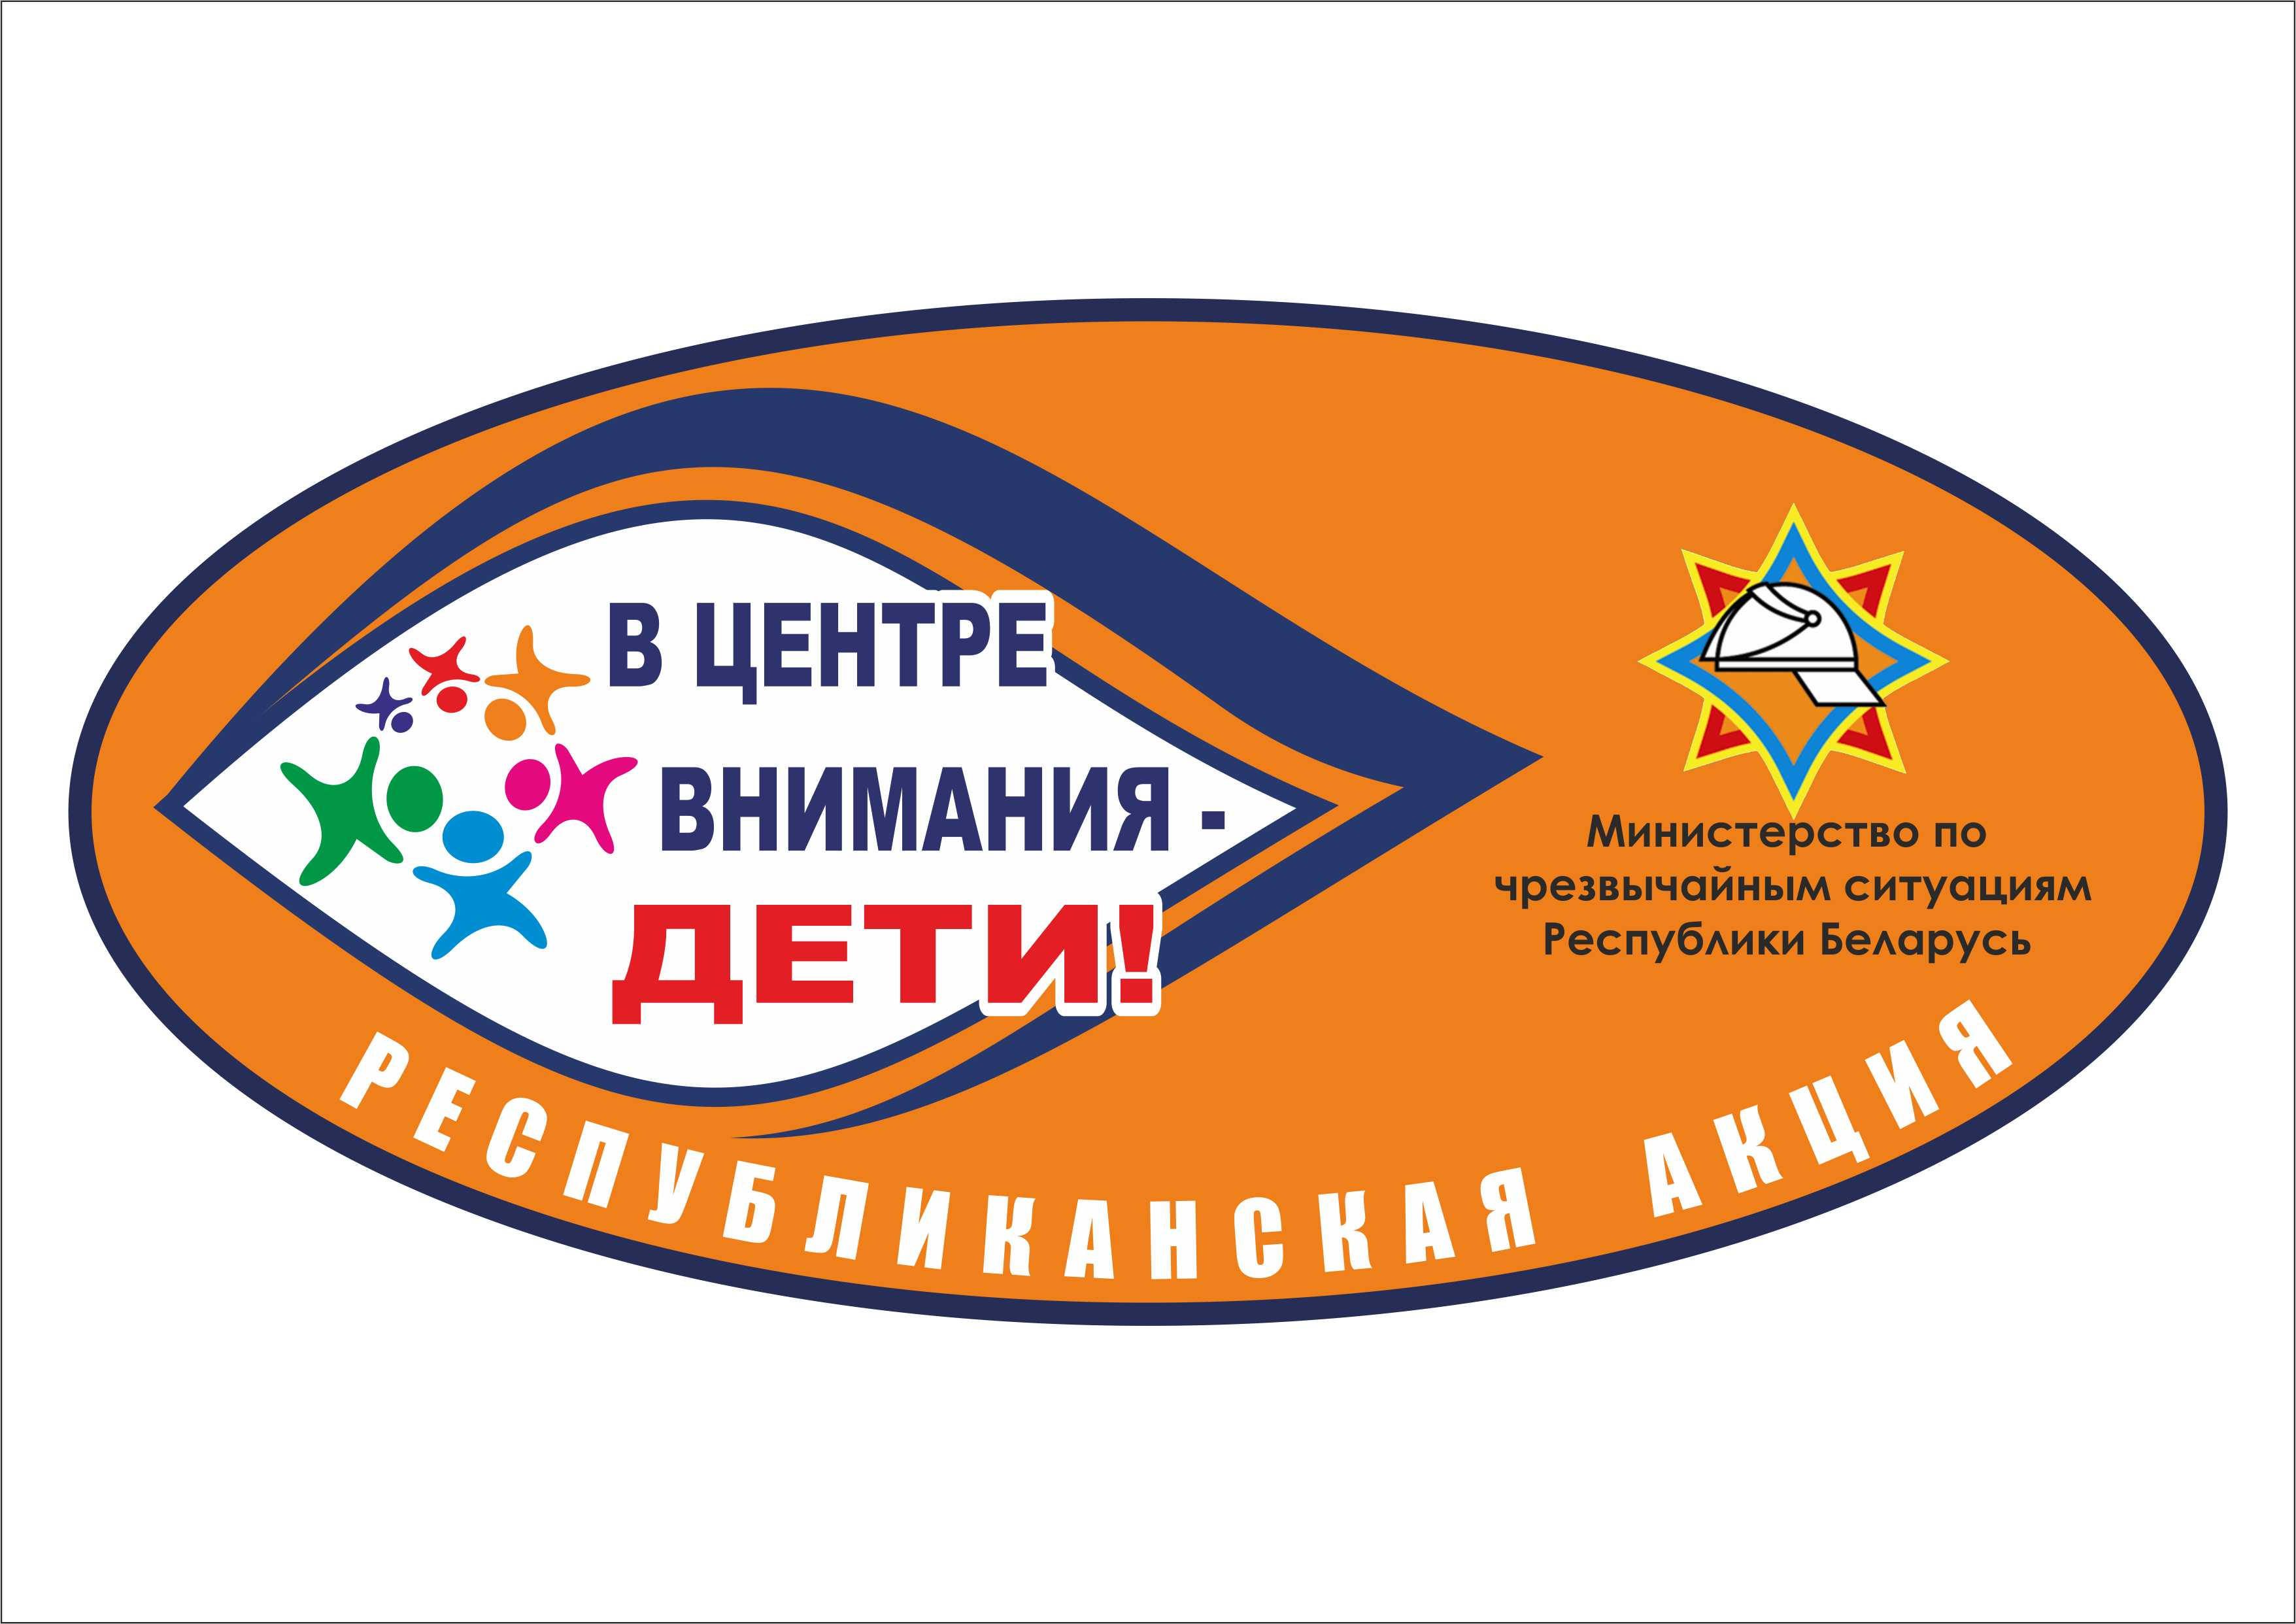 В ЦЕНТРЕ
ВНИМАНИЯ -
ДЕТИ!
Министерство по
чрезвычайным ситуациям
Республики Беларусь
РЕСПУБЛИКАНСКАЯ АКЦИЯ